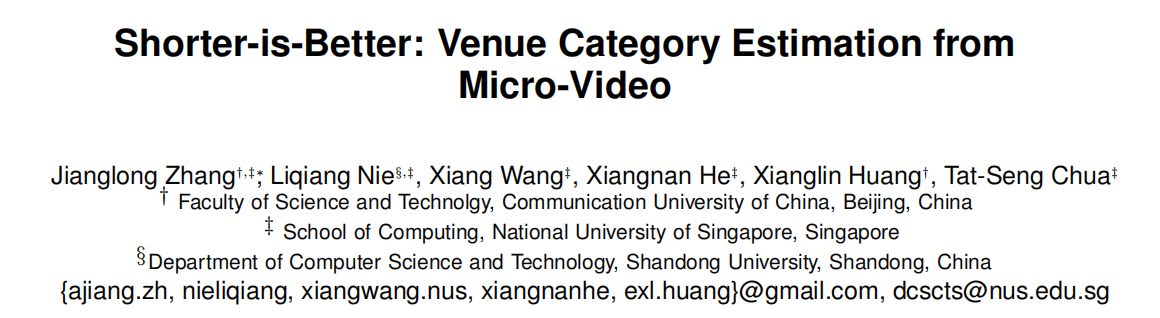 Shorter-is-Better: Venue Category Estimation from
Micro-Video
Jianglong Zhang†,‡*, Liqiang Nie§,‡, Xiang Wang‡, Xiangnan He‡, Xianglin Huang†, Tat-Seng Chua‡
† Faculty of Science and Technolgy, Communication University of China, Beijing, China
‡ School of Computing, National University of Singapore, Singapore
§Department of Computer Science and Technology, Shandong University, Shandong, China
{ajiang.zh, nieliqiang, xiangwang.nus, xiangnanhe, exl.huang}@gmail.com, dcscts@nus.edu.sg